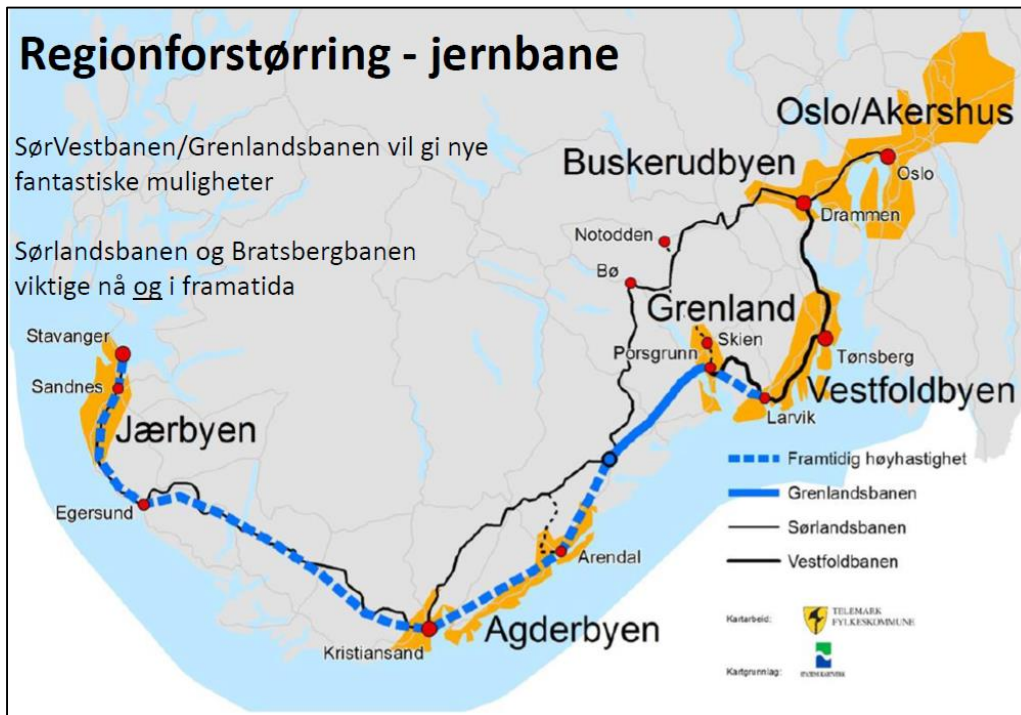 Regionforstørring - jernbane
SørVestbanen/Grenlandsbanen vil gi nye
fantastiske muligheter
Sørlandsbanen og Bratsbergbanen
viktige nå og i framatida
Oslo/Akershus
Oslo
Buskerudbyen
Drammen
Notodden
Bø
Grenland
Skien
Porsgrunn
Tønsberg
Vestfoldbyen
Larvik
Stavanger
Sandnes
Jærbyen
Egersund
Arendal
Agderbyen
Kristiansand
Framtidig høyhastighet
Grenlandsbanen
Sørlandsbanen
Vestfoldbanen
Kartarbeid:
TELEMARK
FYLKESKOMMUNE
Kartgrunnlag: